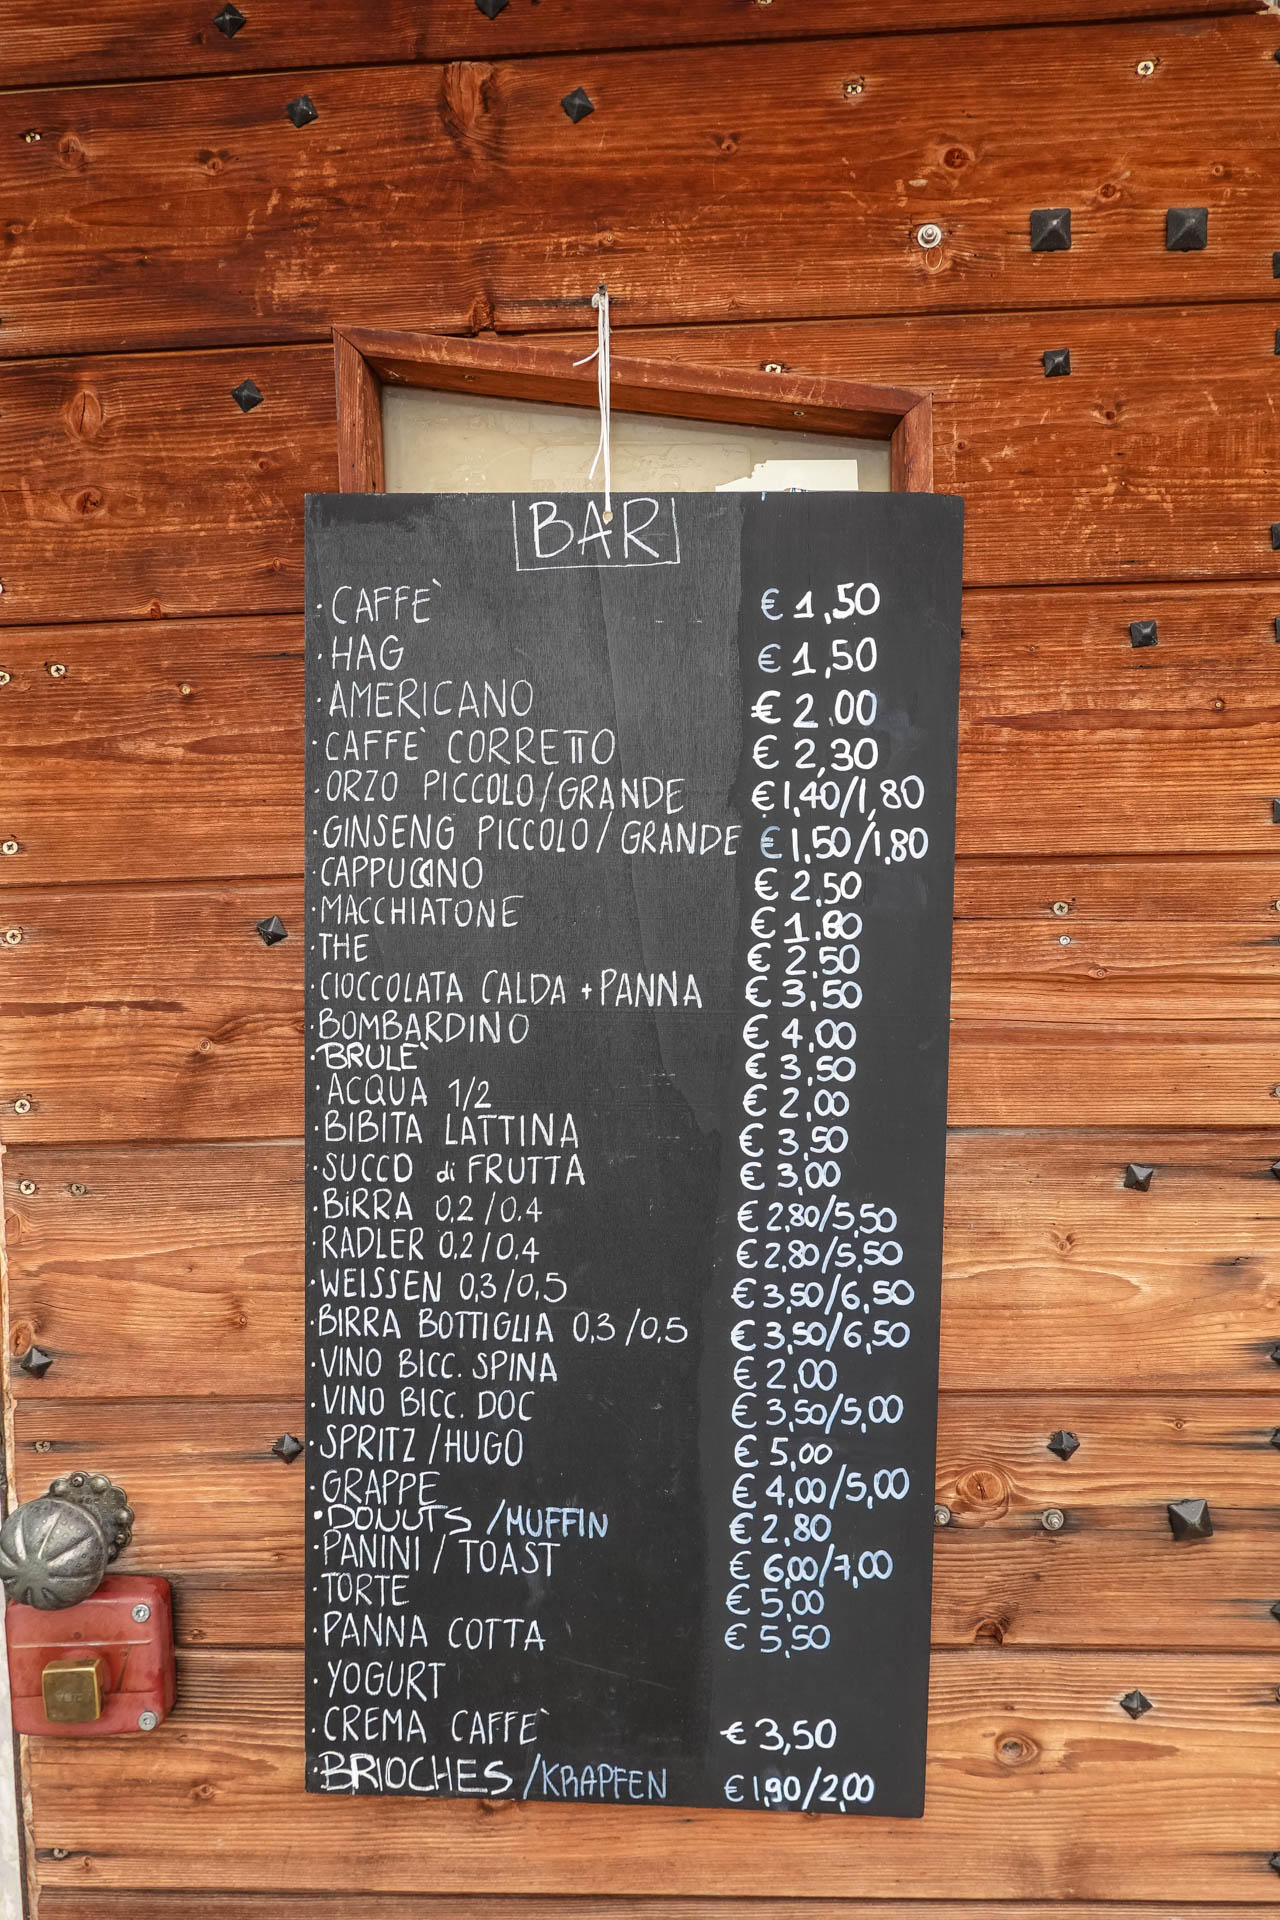 BAR
· CAFFÈ € 1,50
· HAG € 1,50
· AMERICANO € 2,00
· CAFFÈ CORRETTO € 2,30
· ORZO PICCOLO/GRANDE € 1,40/1,80
· GINSENG PICCOLO/GRANDE € 1,50/1,80
· CAPPUCCINO € 2,50
· MACCHIATONE € 1,80
· THE € 2,50
· CIOCCOLATA CALDA + PANNA € 3,50
· BOMBARDINO € 4,00
· BRULÈ € 3,50
· ACQUA 1/2 € 2,00
· BIBITA LATTINA € 3,50
· SUCCO di FRUTTA € 3,00
· BIRRA 0,2/0,4 € 2,80/5,50
· RADLER 0,2/0,4 € 2,80/5,50
· WEISSEN 0,3/0,5 € 3,50/6,50
· BIRRA BOTTIGLIA 0,3/0,5 € 3,50/6,50
· VINO BICC. SPINA € 2,00
· VINO BICC. DOC € 3,50/5,00
· SPRITZ/HUGO € 5,00
· GRAPPE € 4,00/5,00
· DONUTS/MUFFIN € 2,80
· PANINI/TOAST € 6,00/7,00
· TORTE € 5,00
· PANNA COTTA € 5,50
· YOGURT
· CREMA CAFFÈ € 3,50
· BRIOCHES/KRAPFEN € 1,90/2,00